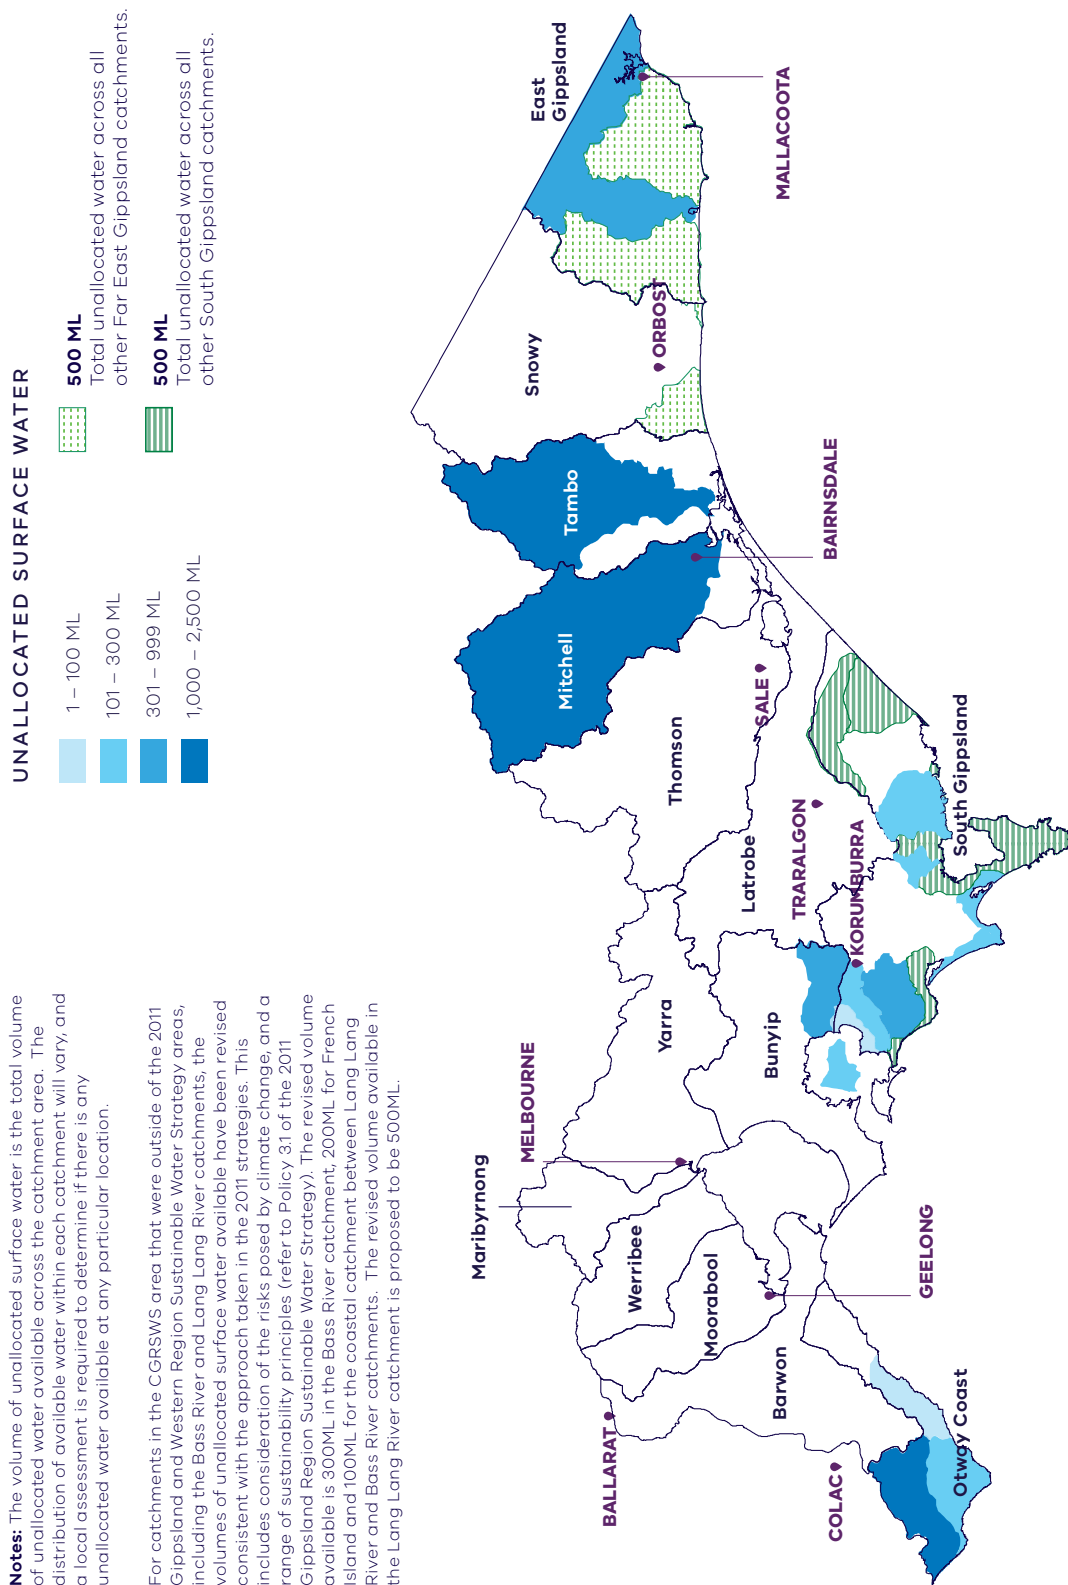 UNALLOCATED SURFACE WATER
1 – 100 ML
101 – 300 ML
301 – 999 ML
1,000 – 2,500 ML
500 ML
Total unallocated water across all
other Far East Gippsland catchments.
500 ML
Total unallocated water across all
other South Gippsland catchments.
Notes: The volume of unallocated surface water is the total volume
of unallocated water available across the catchment area. The
distribution of available water within each catchment will vary, and
a local assessment is required to determine if there is any
unallocated water available at any particular location.
For catchments in the CGRSWS area that were outside of the 2011
Gippsland and Western Region Sustainable Water Strategy areas,
including the Bass River and Lang Lang River catchments, the
volumes of unallocated surface water available have been revised
consistent with the approach taken in the 2011 strategies. This
includes consideration of the risks posed by climate change, and a
range of sustainability principles (refer to Policy 3.1 of the 2011
Gippsland Region Sustainable Water Strategy). The revised volume
available is 300ML in the Bass River catchment, 200ML for French
Island and 100ML for the coastal catchment between Lang Lang
River and Bass River catchments. The revised volume available in
the Lang Lang River catchment is proposed to be 500ML.
East
Gippsland
MALLACOOTA
Snowy
ORBOST
Tambo
BAIRNSDALE
Mitchell
SALE
Thomson
South Gippsland
TRARALGON
Latrobe
KORUMBURRA
Yarra
Bunyip
MELBOURNE
Maribyrnong
Werribee
Moorabool
GEELONG
Barwon
BALLARAT
COLAC
Otway Coast